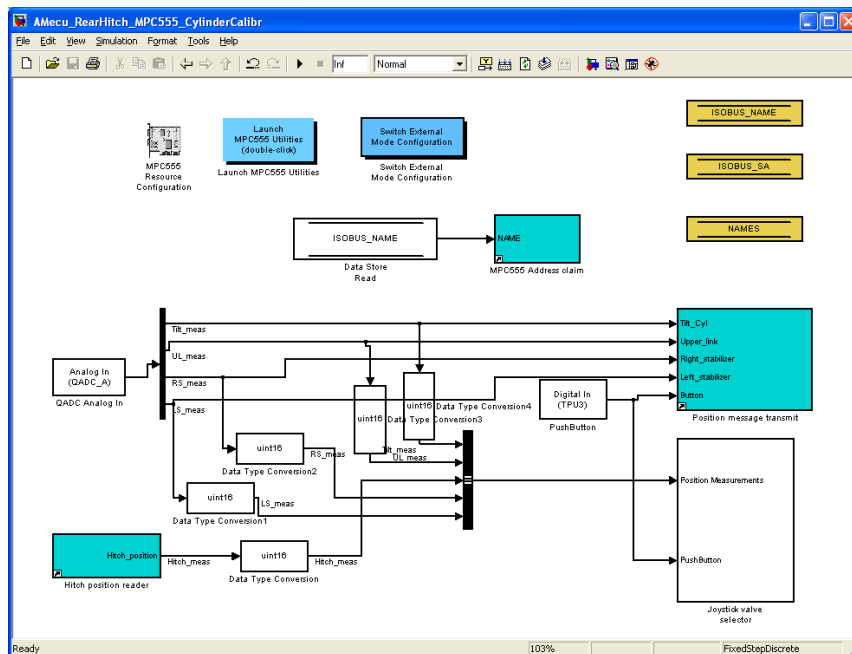 AMecu_RearHitch_MPC555_CylinderCalibr
File Edit View Simulation Format Tools Help
Inf Normal
MPC555
Resource
Configuration
Launch
MPC555 Utilities
(double-click)
Launch MPC555 Utilities
Switch External
Mode Configuration
Switch External
Mode Configuration
ISOBUS_NAME
ISOBUS_SA
NAMES
ISOBUS_NAME
Data Store
Read
NAME
MPC555 Address claim
Analog In
(QADC_A)
QADC Analog In
Tilt_meas
UL_meas
RS_meas
LS_meas
uint16
Data Type Conversion3
uint16
Data Type Conversion4
Digital In
(TPU3)
PushButton
Tilt_Cyl
Upper_link
Right_stabilizer
Left_stabilizer
Button
Position message transmit
uint16
Data Type Conversion2
RS_meas
Tilt_meas
UL_meas
uint16
Data Type Conversion1
LS_meas
Hitch_position
Hitch position reader
Hitch_meas
uint16
Data Type Conversion
Hitch_meas
Position Measurements
PushButton
Joystick valve
selector
Ready 103% FixedStepDiscrete